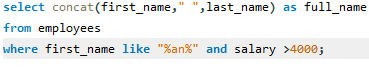 select concat(first_name," ",last_name) as full_name
from employees
where first_name like "%an%" and salary >4000;